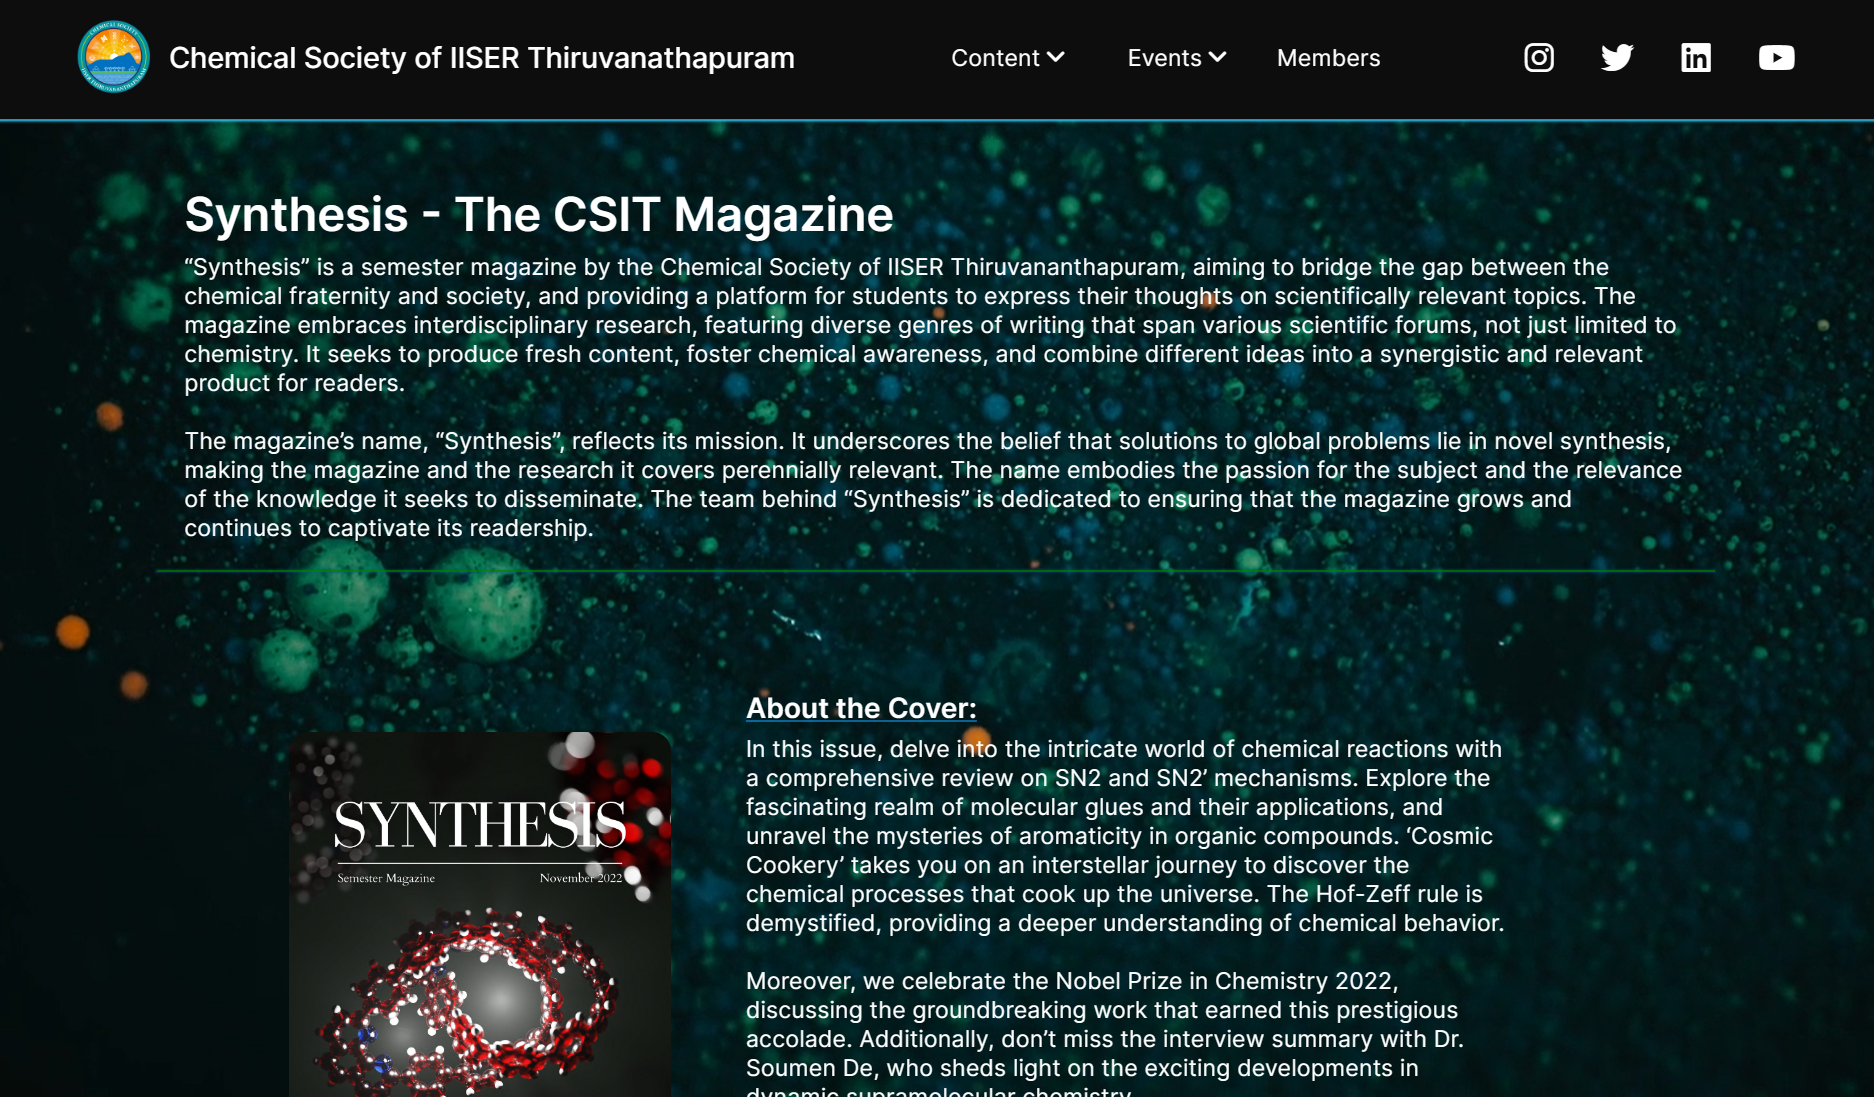 Chemical Society of IISER Thiruvanathapuram
Content
Events
Members
Synthesis - The CSIT Magazine
“Synthesis” is a semester magazine by the Chemical Society of IISER Thiruvananthapuram, aiming to bridge the gap between the
chemical fraternity and society, and providing a platform for students to express their thoughts on scientifically relevant topics. The
magazine embraces interdisciplinary research, featuring diverse genres of writing that span various scientific forums, not just limited to
chemistry. It seeks to produce fresh content, foster chemical awareness, and combine different ideas into a synergistic and relevant
product for readers.
The magazine’s name, “Synthesis”, reflects its mission. It underscores the belief that solutions to global problems lie in novel synthesis,
making the magazine and the research it covers perennially relevant. The name embodies the passion for the subject and the relevance
of the knowledge it seeks to disseminate. The team behind “Synthesis” is dedicated to ensuring that the magazine grows and
continues to captivate its readership.
SYNTHESIS
Semester Magazine
November 2022
About the Cover:
In this issue, delve into the intricate world of chemical reactions with
a comprehensive review on SN2 and SN2’ mechanisms. Explore the
fascinating realm of molecular glues and their applications, and
unravel the mysteries of aromaticity in organic compounds. ‘Cosmic
Cookery’ takes you on an interstellar journey to discover the
chemical processes that cook up the universe. The Hof-Zeff rule is
demystified, providing a deeper understanding of chemical behavior.
Moreover, we celebrate the Nobel Prize in Chemistry 2022,
discussing the groundbreaking work that earned this prestigious
accolade. Additionally, don’t miss the interview summary with Dr.
Soumen De, who sheds light on the exciting developments in
dynamic supramolecular chemistry.